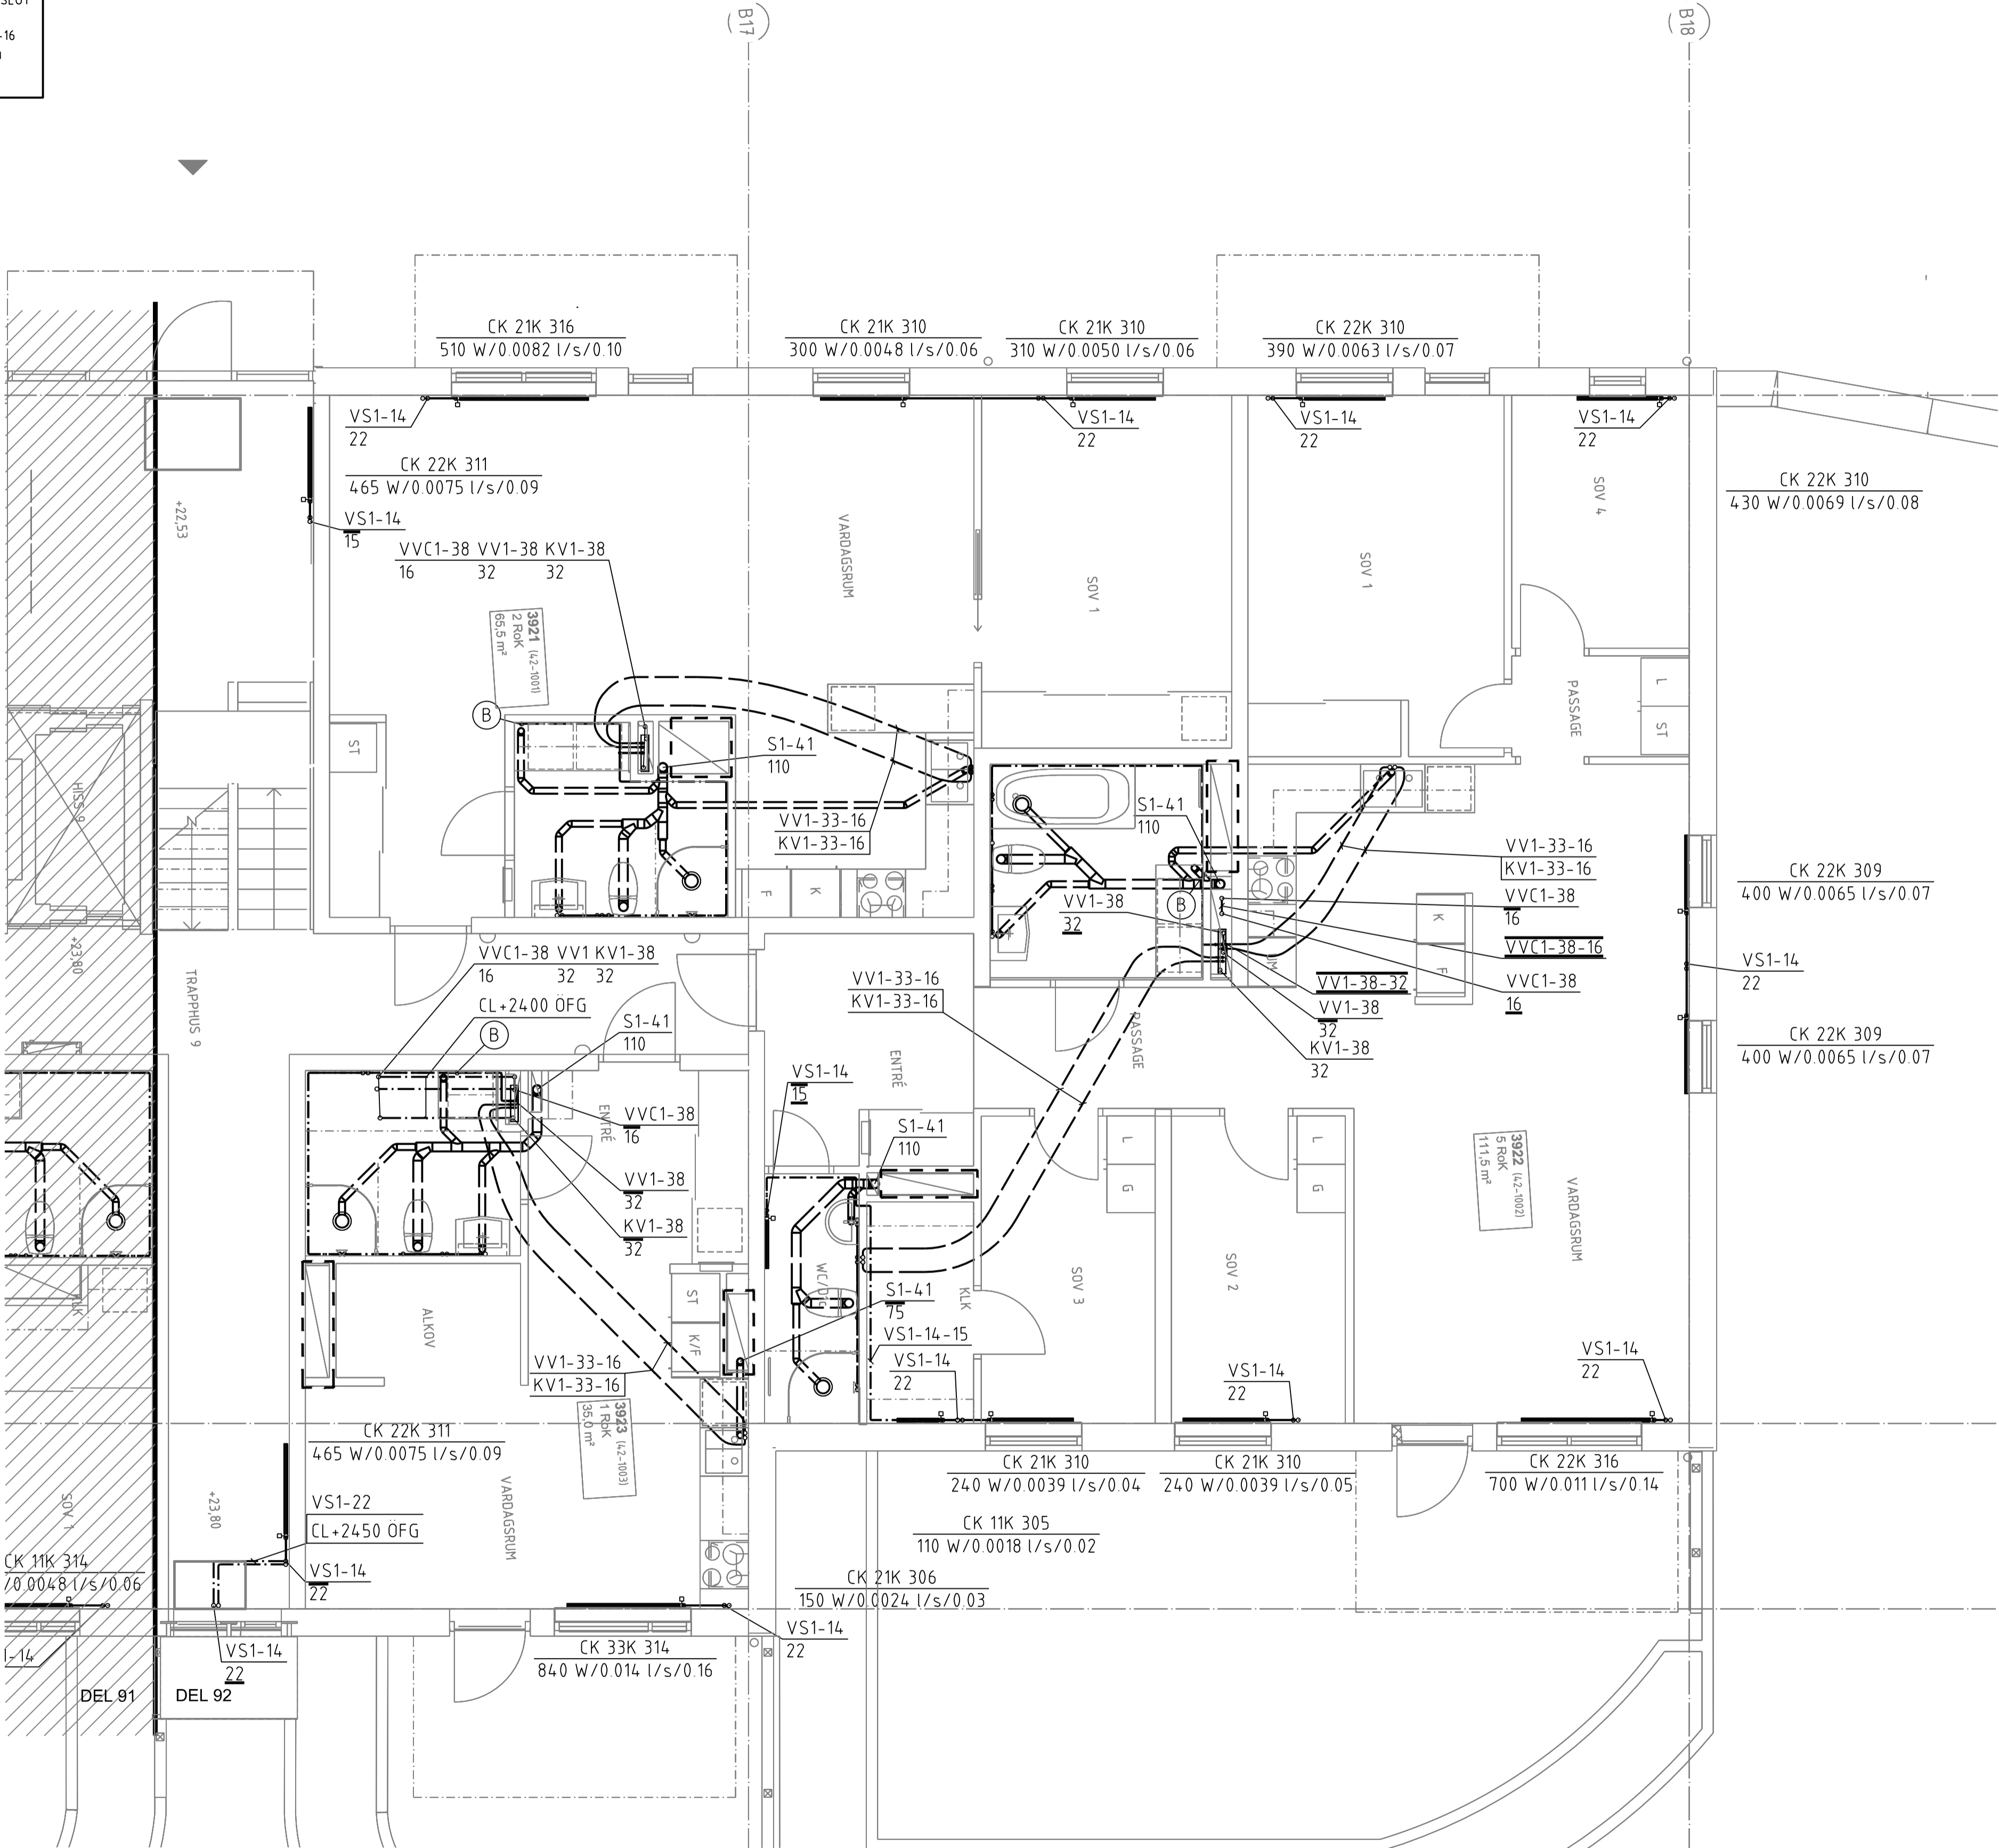 -16
B17
B18
CK 21K 316
510 W/0.0082 l/s/0.10
CK 21K 310
300 W/0.0048 l/s/0.06
CK 21K 310
310 W/0.0050 l/s/0.06
CK 22K 310
390 W/0.0063 l/s/0.07
VS1-14
22
VS1-14
22
VS1-14
22
VS1-14
22
CK 22K 311
465 W/0.0075 l/s/0.09
CK 22K 310
430 W/0.0069 l/s/0.08
+22,53
VS1-14
15
VVC1-38 VV1-38 KV1-38
16 32 32
VARDAGSRUM
SOV 1
SOV 1
SOV 4
3921 (42-1001)
2 RoK
65,5 m²
PASSAGE
L
ST
B
ST
S1-41
110
HISS 9
VV1-33-16
KV1-33-16
S1-41
110
F
K
VV1-38
32
B
DM
K
F
VV1-33-16
KV1-33-16
VVC1-38
16
VVC1-38-16
VVC1-38
16
VV1-38-32
VV1-38
32
KV1-38
32
CK 22K 309
400 W/0.0065 l/s/0.07
VS1-14
22
CK 22K 309
400 W/0.0065 l/s/0.07
+23,80
TRAPPHUS 9
VVC1-38 VV1 KV1-38
16 32 32
CL+2400 ÖFG
B
S1-41
110
VV1-33-16
KV1-33-16
PASSAGE
ENTRÉ
VS1-14
15
ENTRÉ
VVC1-38
16
VV1-38
32
KV1-38
32
S1-41
110
L
G
L
G
3922 (42-1002)
5 RoK
111,5 m²
VARDAGSRUM
SOV 3
SOV 2
WC/D
KLK
S1-41
75
VS1-14-15
VS1-14
22
VS1-14
22
VS1-14
22
ALKOV
ST
K/F
VV1-33-16
KV1-33-16
3923 (42-1003)
1 RoK
35,0 m²
CK 22K 311
465 W/0.0075 l/s/0.09
VARDAGSRUM
CK 21K 310
240 W/0.0039 l/s/0.04
CK 21K 310
240 W/0.0039 l/s/0.05
CK 22K 316
700 W/0.011 l/s/0.14
SOV 1
+23,80
VS1-22
CL+2450 ÖFG
VS1-14
22
CK 11K 305
110 W/0.0018 l/s/0.02
CK 11K 314
/0.0048 l/s/0.06
CK 21K 306
150 W/0.0024 l/s/0.03
VS1-14
22
VS1-14
22
CK 33K 314
840 W/0.014 l/s/0.16
1-14
DEL 91
DEL 92